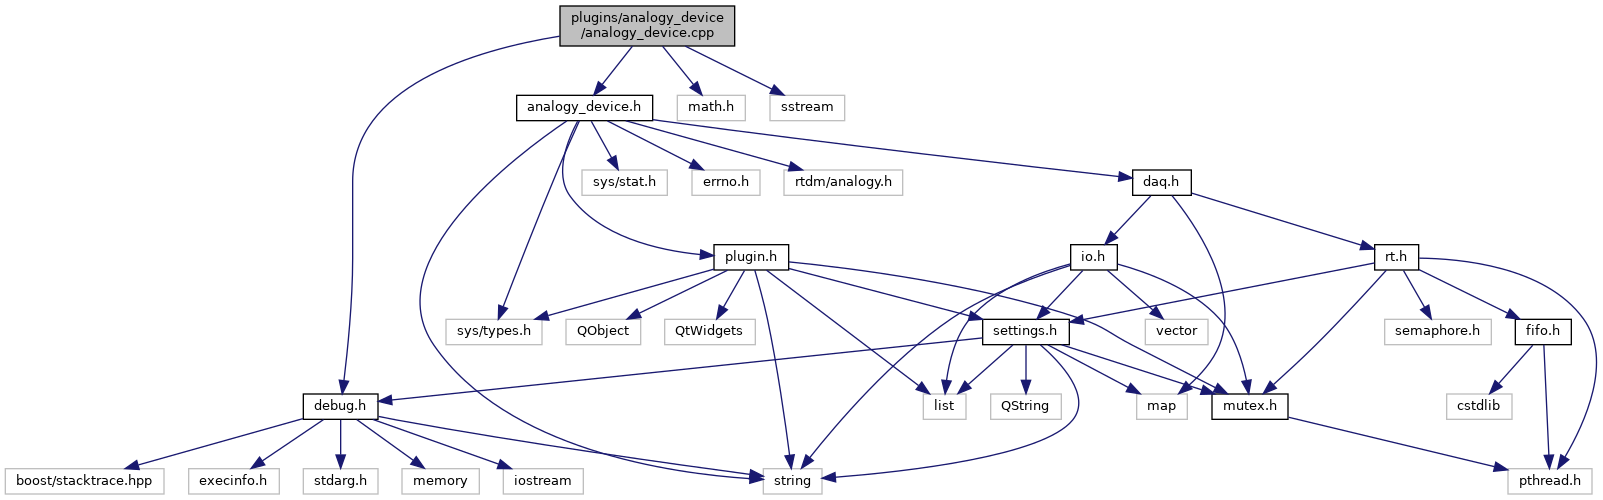 plugins/analogy_device
/analogy_device.cpp
analogy_device.h
math.h
sstream
sys/stat.h
errno.h
rtdm/analogy.h
daq.h
plugin.h
io.h
rt.h
sys/types.h
QObject
QtWidgets
settings.h
vector
semaphore.h
fifo.h
debug.h
list
QString
map
mutex.h
cstdlib
boost/stacktrace.hpp
execinfo.h
stdarg.h
memory
iostream
string
pthread.h